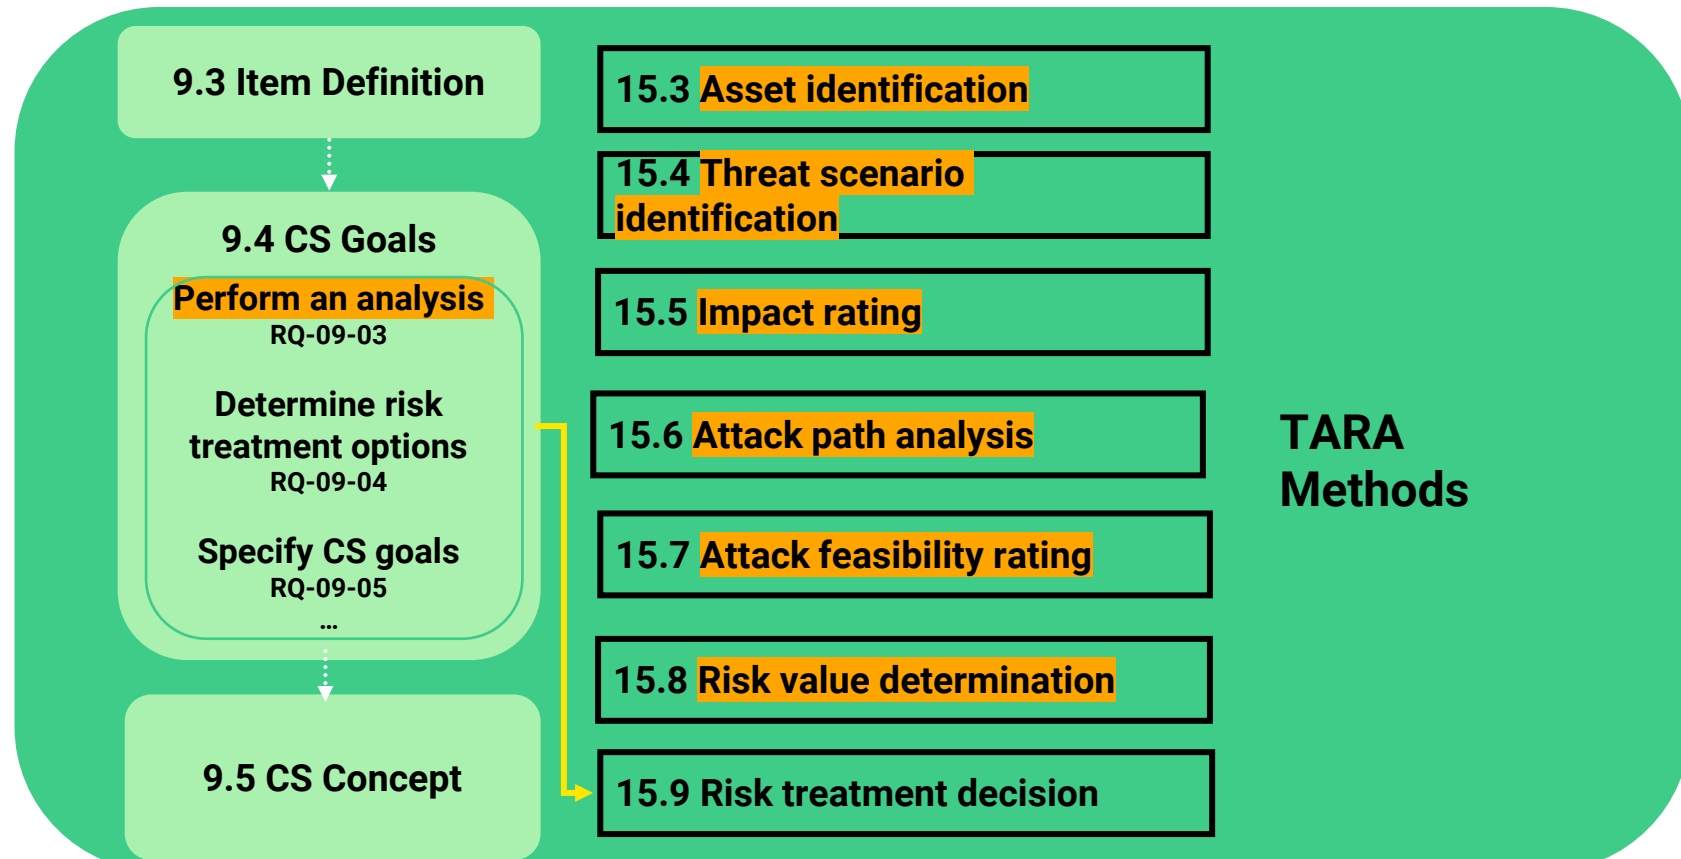 9.3 Item Definition
9.4 CS Goals
Perform an analysis
RQ-09-03
Determine risk
treatment options
RQ-09-04
Specify CS goals
RQ-09-05
...
9.5 CS Concept
15.3 Asset identification
15.4 Threat scenario
identification
15.5 Impact rating
15.6 Attack path analysis
15.7 Attack feasibility rating
15.8 Risk value determination
15.9 Risk treatment decision
TARA
Methods